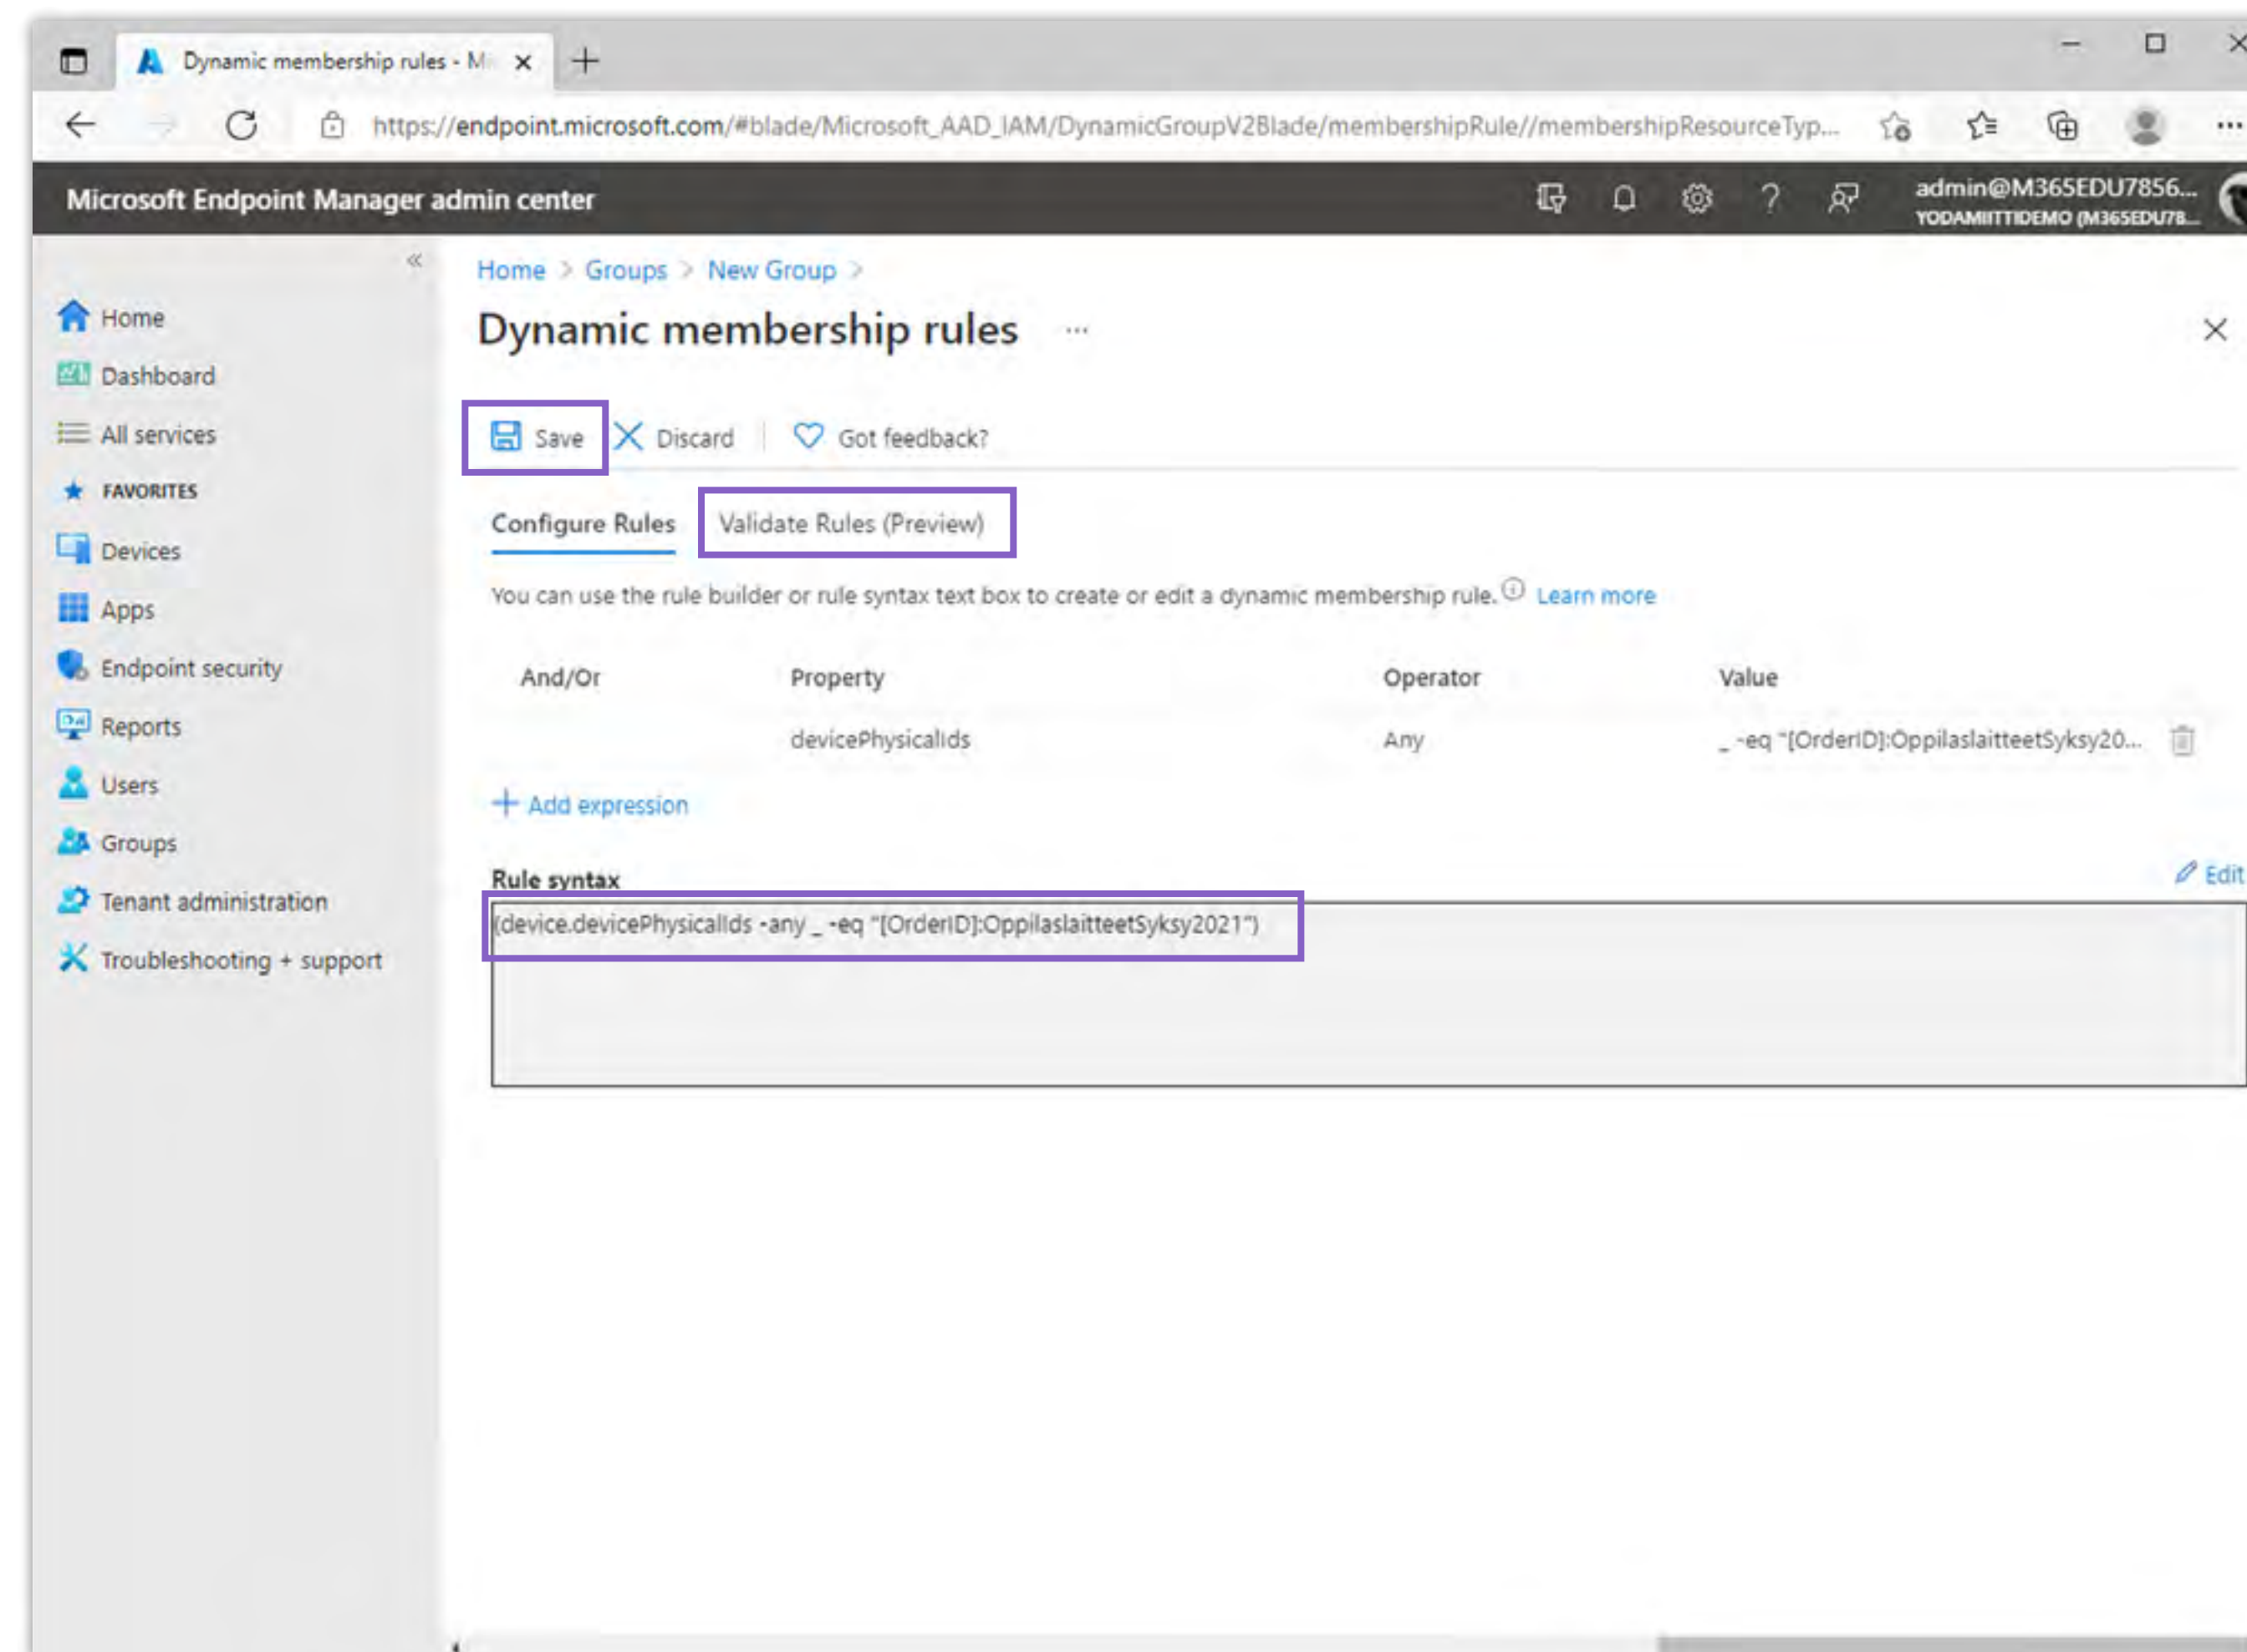 Dynamic membership rules - Mi
https://endpoint.microsoft.com/#blade/Microsoft_AAD_IAM/DynamicGroupV2Blade/membershipRule//membershipResourceTyp...
Microsoft Endpoint Manager admin center
admin@M365EDU7856...
YODAMIITTIDEMO (M365EDU78...
Home > Groups > New Group >
Dynamic membership rules ...
Save Discard Got feedback?
Configure Rules Validate Rules (Preview)
You can use the rule builder or rule syntax text box to create or edit a dynamic membership rule. Learn more
And/Or Property Operator Value
devicePhysicalIds Any _ -eq "[OrderID]:OppilaslaitteetSyksy20...
+ Add expression
Rule syntax
Edit
(device.devicePhysicalIds -any _ -eq "[OrderID]:OppilaslaitteetSyksy2021")
Home
Dashboard
All services
FAVORITES
Devices
Apps
Endpoint security
Reports
Users
Groups
Tenant administration
Troubleshooting + support